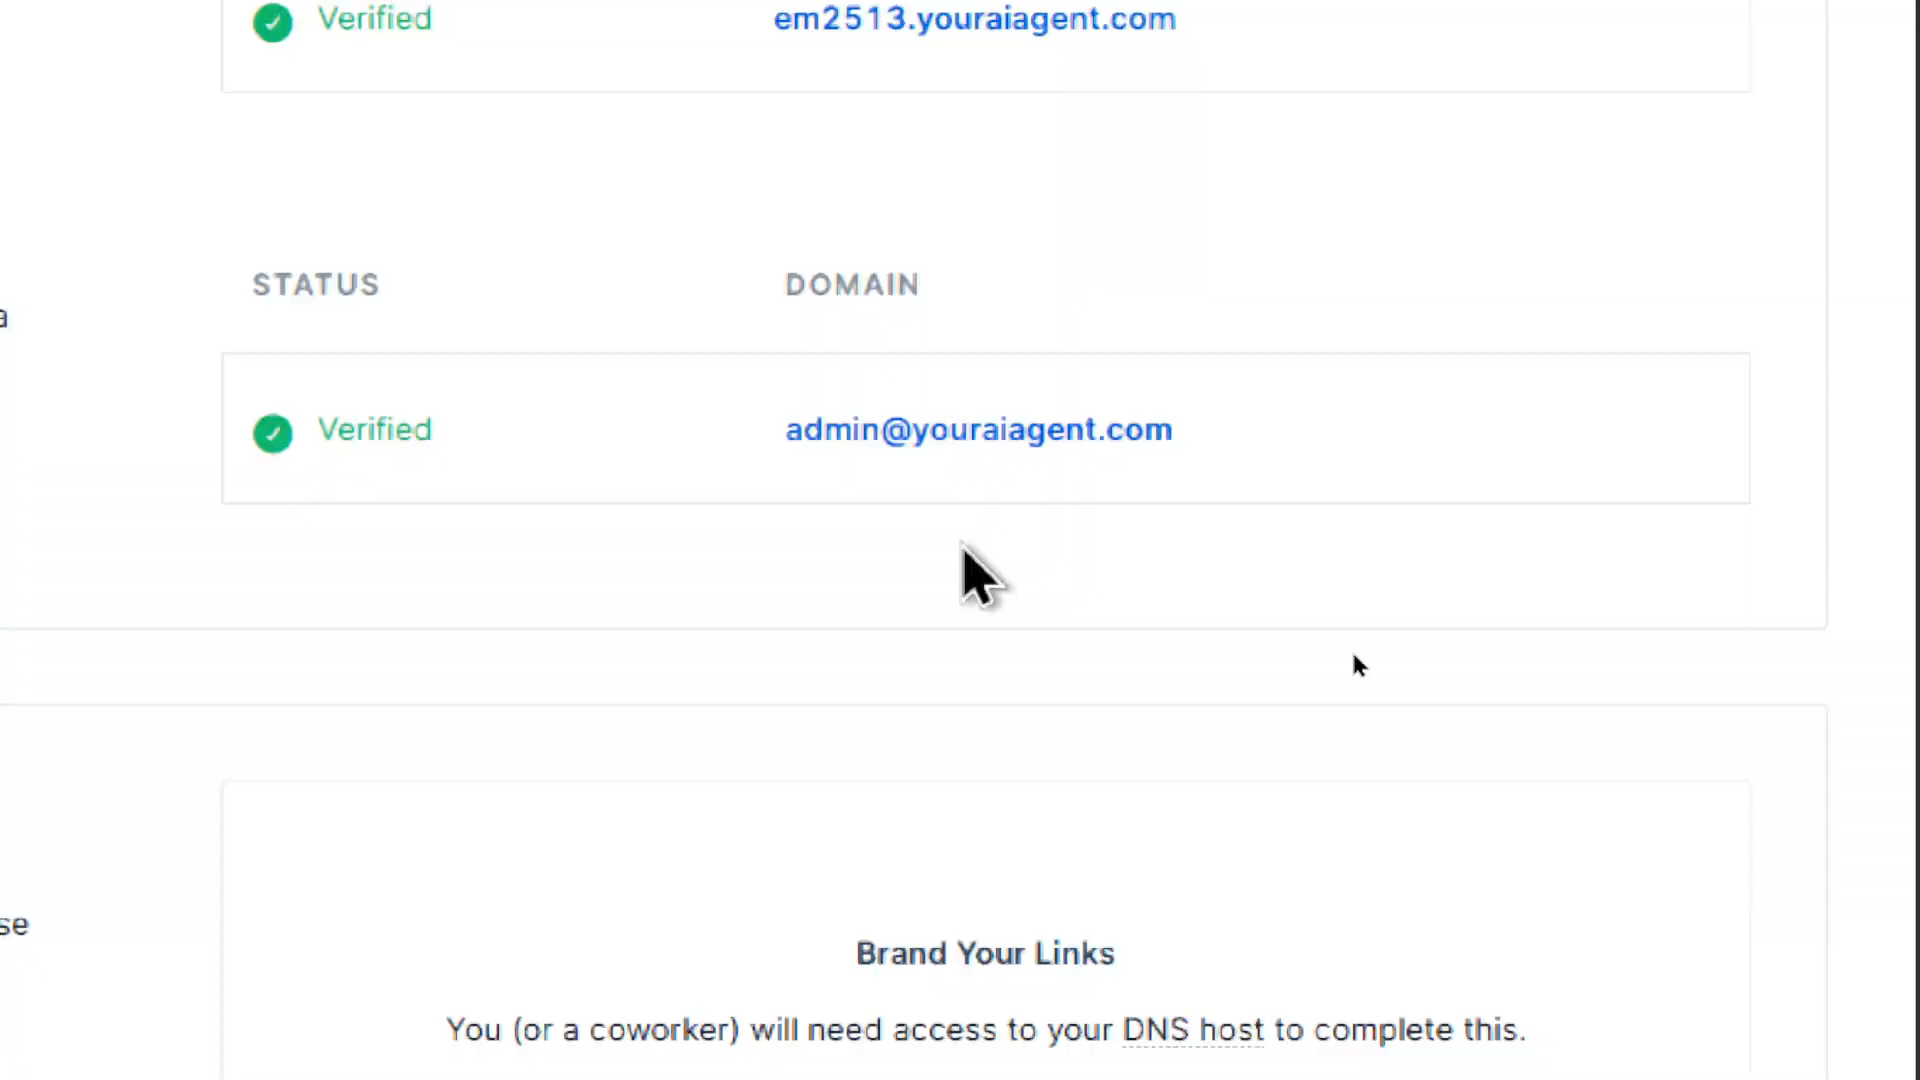 Verified em2513.youraiagent.com
STATUS DOMAIN
a
Verified admin@youraiagent.com
se
Brand Your Links
You (or a coworker) will need access to your DNS host to complete this.